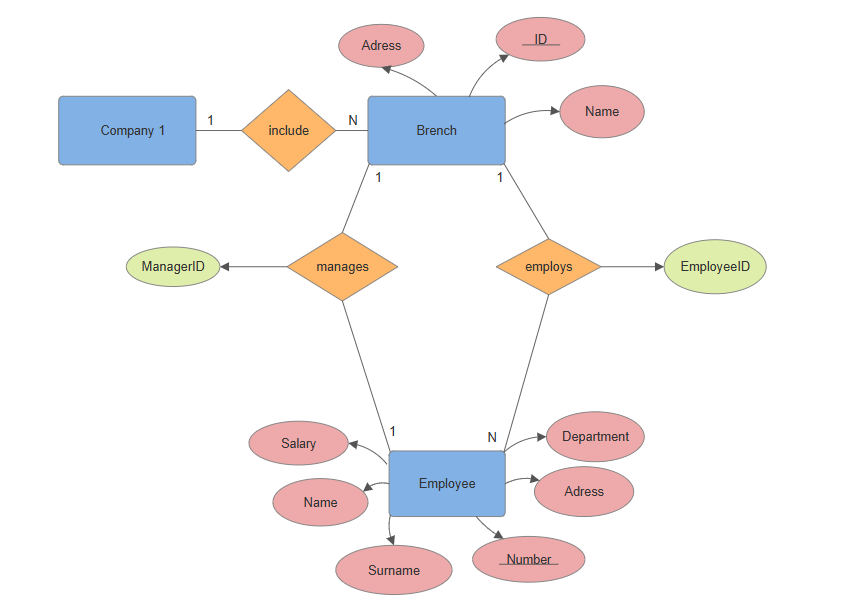 Adress
ID
Name
Company 1
1
include
N
Brench
1
1
ManagerID
manages
employs
EmployeeID
1
N
Salary
Department
Employee
Name
Adress
Surname
Number